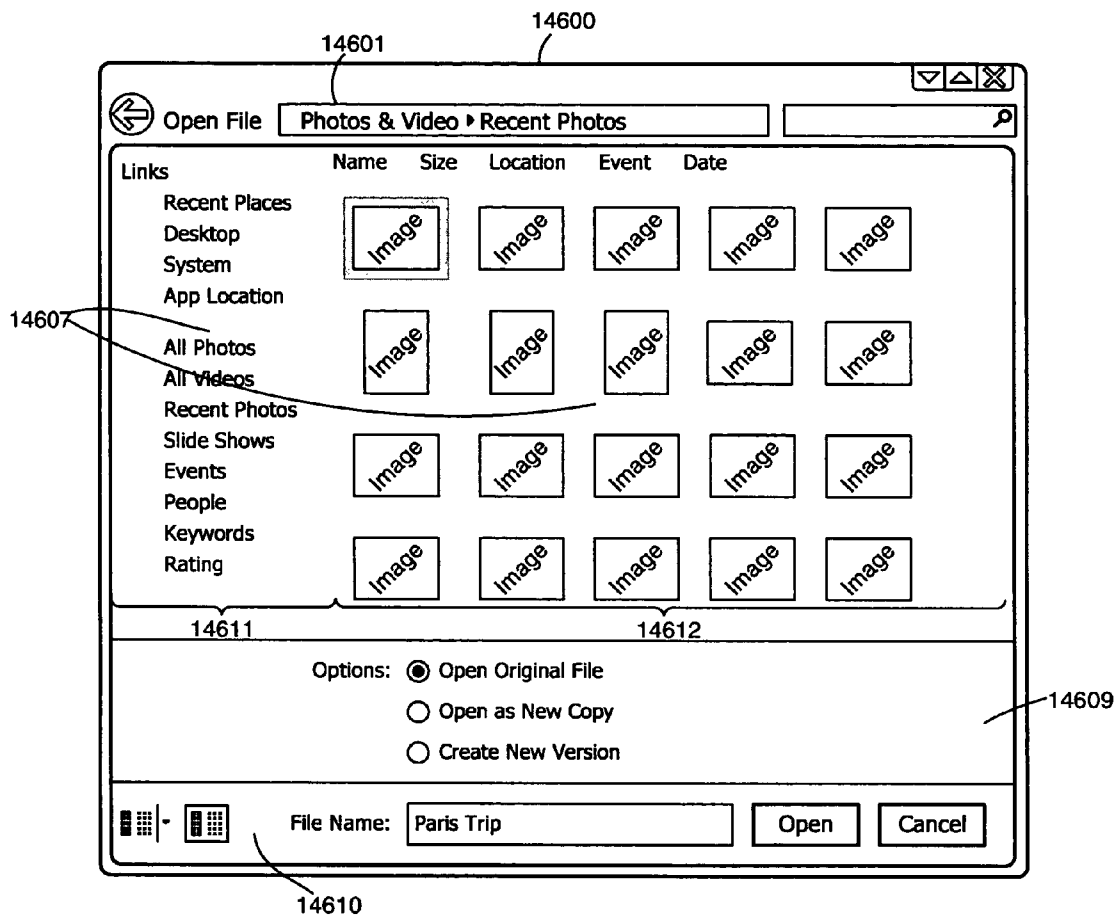 14600
14601
Open File Photos & Video ▸ Recent Photos
Links
Name Size Location Event Date
Recent Places
Desktop
System
App Location
14607
All Photos
All Videos
Recent Photos
Slide Shows
Events
People
Keywords
Rating
Image Image Image Image Image
Image Image Image Image Image
Image Image Image Image Image
Image Image Image Image Image
14611
14612
Options: Open Original File
Open as New Copy
Create New Version
14609
File Name: Paris Trip Open Cancel
14610